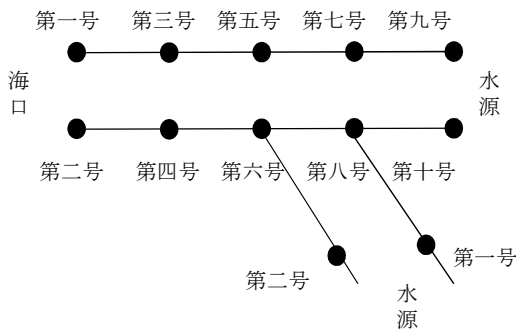 第一号 第三号 第五号 第七号 第九号
海口
水源
第二号 第四号 第六号 第八号 第十号
第二号
第一号
水源